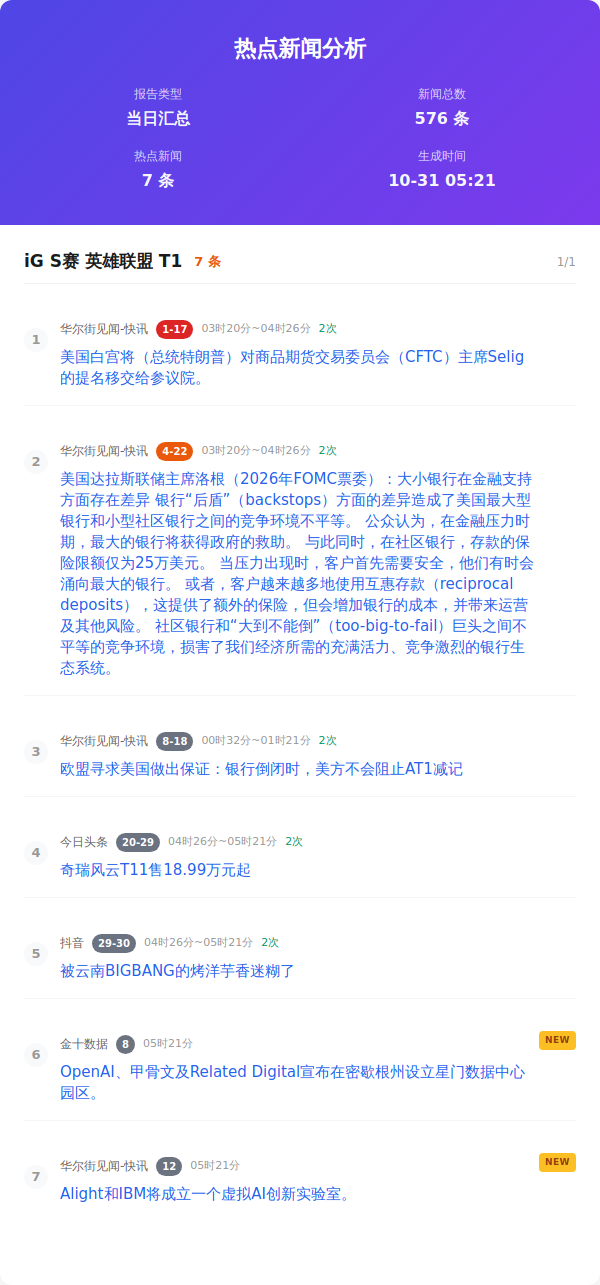 热点新闻分析
报告类型
新闻总数
当日汇总
576 条
热点新闻
生成时间
7 条
10-31 05:21
iG S赛 英雄联盟 T1 7 条 1/1
1
华尔街见闻-快讯 1-17 03时20分~04时26分 2次
美国白宫将（总统特朗普）对商品期货交易委员会（CFTC）主席Selig
的提名移交给参议院。
2
华尔街见闻-快讯 4-22 03时20分~04时26分 2次
美国达拉斯联储主席洛根（2026年FOMC票委）：大小银行在金融支持
方面存在差异 银行“后盾”（backstops）方面的差异造成了美国最大型
银行和小型社区银行之间的竞争环境不平等。 公众认为，在金融压力时
期，最大的银行将获得政府的救助。 与此同时，在社区银行，存款的保
险限额仅为25万美元。 当压力出现时，客户首先需要安全，他们有时会
涌向最大的银行。 或者，客户越来越多地使用互惠存款（reciprocal
deposits），这提供了额外的保险，但会增加银行的成本，并带来运营
及其他风险。 社区银行和“大到不能倒”（too-big-to-fail）巨头之间不
平等的竞争环境，损害了我们经济所需的充满活力、竞争激烈的银行生
态系统。
3
华尔街见闻-快讯 8-18 00时32分~01时21分 2次
欧盟寻求美国做出保证：银行倒闭时，美方不会阻止AT1减记
4
今日头条 20-29 04时26分~05时21分 2次
奇瑞风云T11售18.99万元起
5
抖音 29-30 04时26分~05时21分 2次
被云南BIGBANG的烤洋芋香迷糊了
6
金十数据 8 05时21分 NEW
OpenAI、甲骨文及Related Digital宣布在密歇根州设立星门数据中心
园区。
7
华尔街见闻-快讯 12 05时21分 NEW
Alight和IBM将成立一个虚拟AI创新实验室。